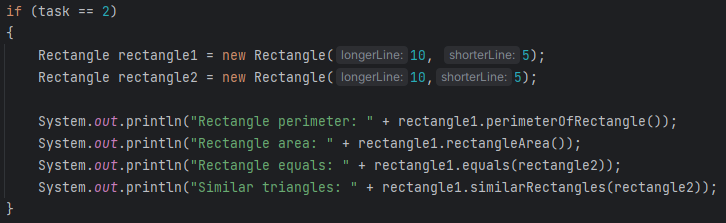 if (task == 2)
{
Rectangle rectangle1 = new Rectangle( longerLine: 10, shorterLine: 5);
Rectangle rectangle2 = new Rectangle( longerLine: 10, shorterLine: 5);
System.out.println("Rectangle perimeter: " + rectangle1.perimeterOfRectangle());
System.out.println("Rectangle area: " + rectangle1.rectangleArea());
System.out.println("Rectangle equals: " + rectangle1.equals(rectangle2));
System.out.println("Similar triangles: " + rectangle1.similarRectangles(rectangle2));
}